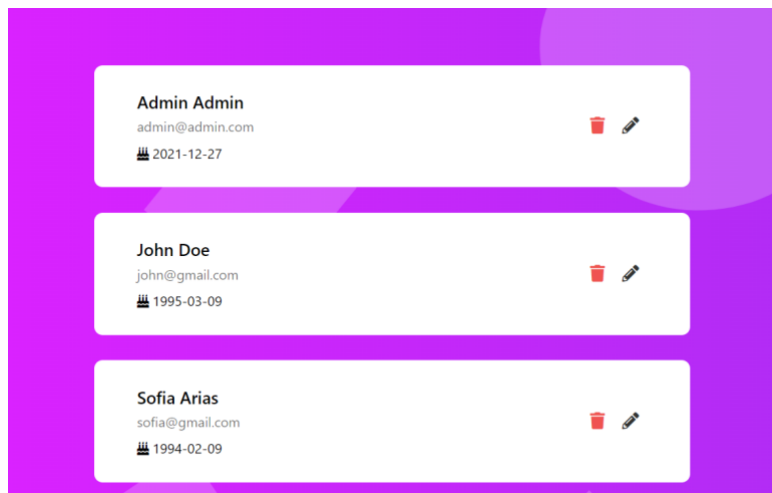 Admin Admin
admin@admin.com
2021-12-27
John Doe
john@gmail.com
1995-03-09
Sofia Arias
sofia@gmail.com
1994-02-09